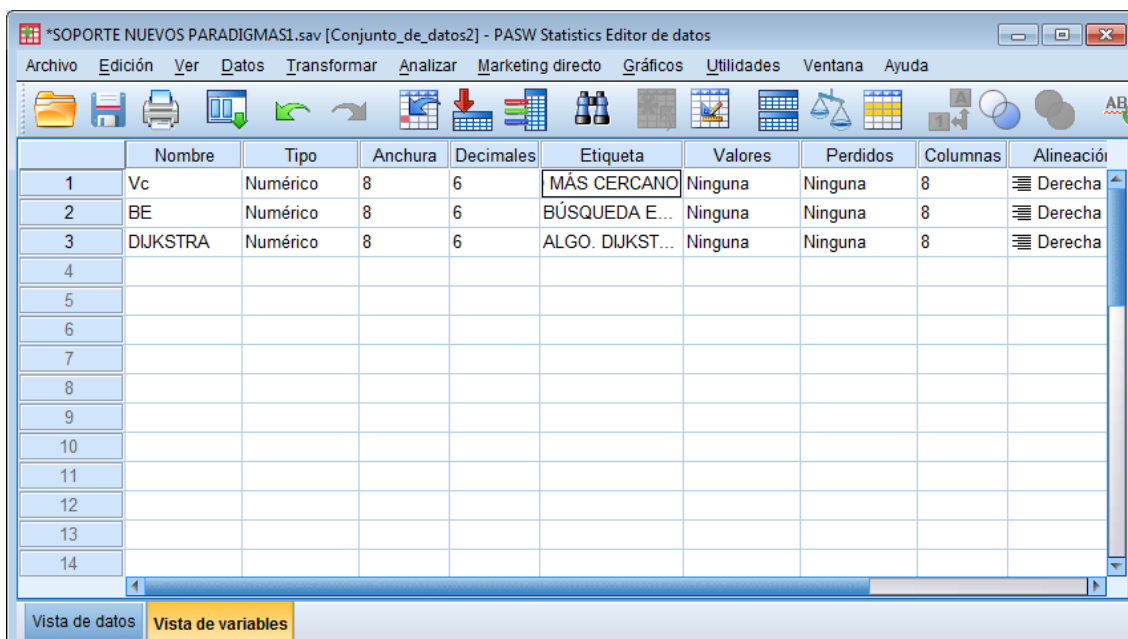 *SOPORTE NUEVOS PARADIGMAS1.sav [Conjunto_de_datos2] - PASW Statistics Editor de datos
Archivo Edición Ver Datos Transformar Analizar Marketing directo Gráficos Utilidades Ventana Ayuda
A
1 4
AB
Nombre Tipo Anchura Decimales Etiqueta Valores Perdidos Columnas Alineación
1 Vc Numérico 8 6 MÁS CERCANO Ninguna Ninguna 8 Derecha
2 BE Numérico 8 6 BÚSQUEDA E... Ninguna Ninguna 8 Derecha
3 DIJKSTRA Numérico 8 6 ALGO. DIJKST... Ninguna Ninguna 8 Derecha
4
5
6
7
8
9
10
11
12
13
14
Vista de datos Vista de variables